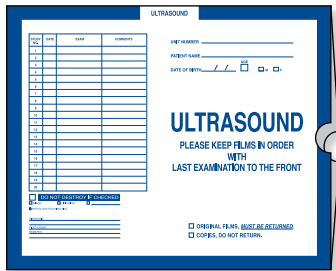 ULTRASOUND
STUDY NO. DATE EXAM COMMENTS
1
2
3
4
5
6
7
8
9
10
11
12
13
14
15
16
17
18
19
20
DO NOT DESTROY IF CHECKED
UNIT NUMBER
PATIENT NAME
DATE OF BIRTH / / AGE M F
ULTRASOUND
PLEASE KEEP FILMS IN ORDER
WITH
LAST EXAMINATION TO THE FRONT
ORIGINAL FILMS, MUST BE RETURNED.
COPIES, DO NOT RETURN.